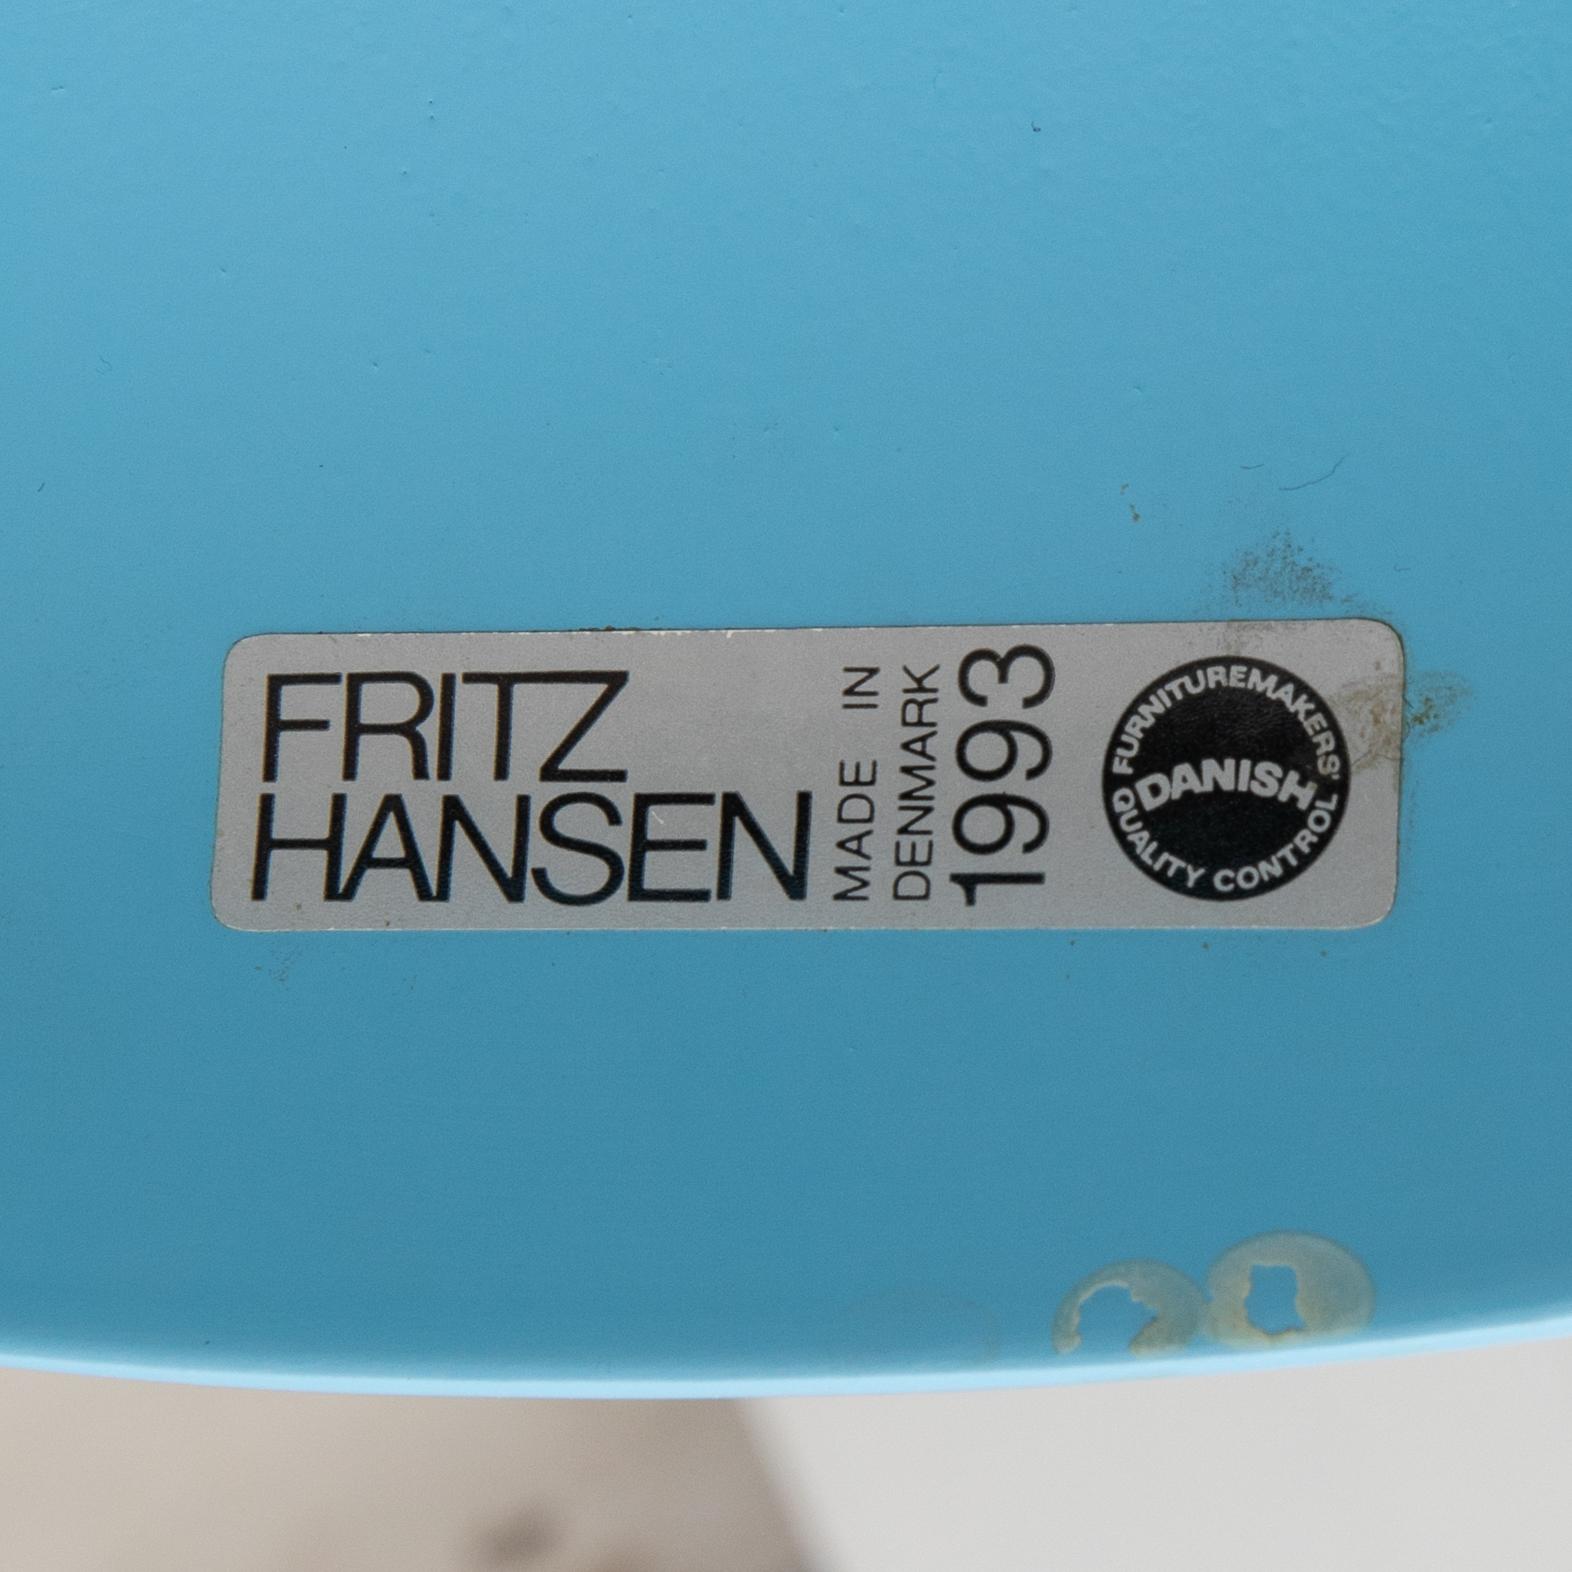 FRITZ
HANSEN
MADE IN
DENMARK
1993
FURNITUREMAKERS'
DANISH
QUALITY CONTROL